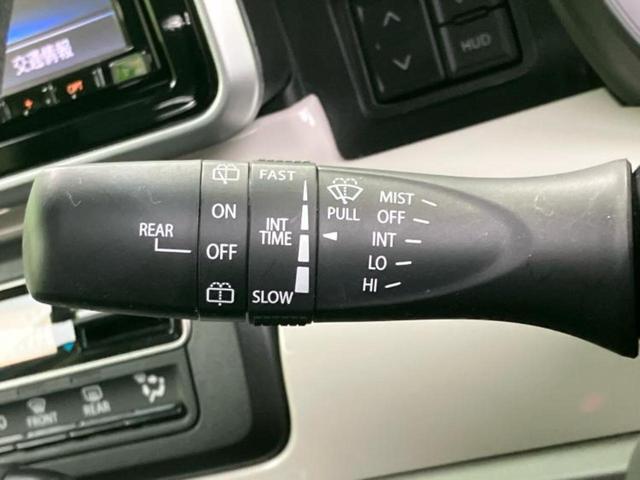 交通情報
OPT
HUD
FAST
MIST
PULL
OFF
ON
INT
TIME
INT
REAR
OFF
LO
SLOW
HI
FRONT
REAR